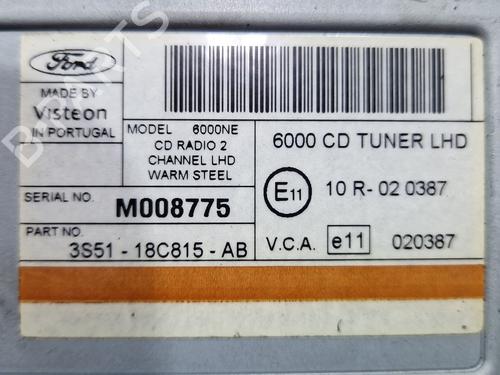 Ford
MADE BY
Visteon
IN PORTUGAL
MODEL 6000NE
CD RADIO 2
CHANNEL LHD
WARM STEEL
6000 CD TUNER LHD
SERIAL NO.
M008775
E11
10 R- 02 0387
PART NO.
3S51 - 18C815 - AB
V.C.A. e11 020387
B PARTS